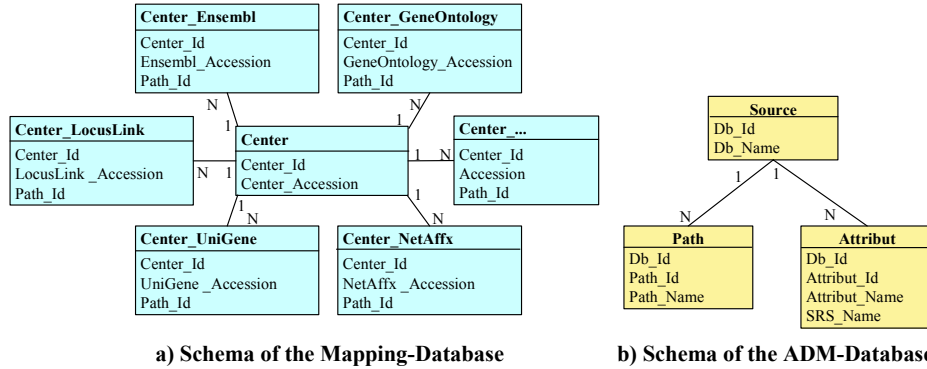 Center_Ensembl
Center_Id
Ensembl_Accession
Path_Id
Center_GeneOntology
Center_Id
GeneOntology_Accession
Path_Id
N
1
N
1
Center_LocusLink
Center_Id
LocusLink _Accession
Path_Id
N
1
Center
Center_Id
Center_Accession
1
N
Center_...
Center_Id
Accession
Path_Id
1
N
1
N
Center_UniGene
Center_Id
UniGene _Accession
Path_Id
Center_NetAffx
Center_Id
NetAffx _Accession
Path_Id
a) Schema of the Mapping-Database
Source
Db_Id
Db_Name
1
1
N
N
Path
Db_Id
Path_Id
Path_Name
Attribut
Db_Id
Attribut_Id
Attribut_Name
SRS_Name
b) Schema of the ADM-Database